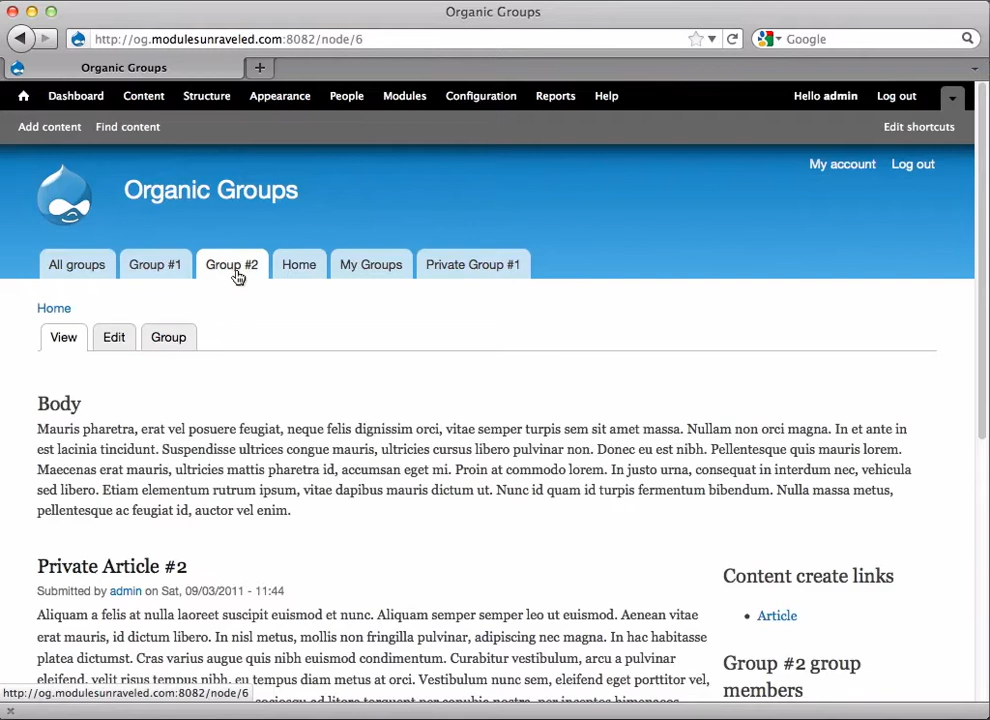 Organic Groups
http://og.modulesunraveled.com:8082/node/6
Google
Organic Groups
Dashboard Content Structure Appearance People Modules Configuration Reports Help Hello admin Log out
Add content Find content Edit shortcuts
My account Log out
Organic Groups
All groups Group #1 Group #2 Home My Groups Private Group #1
Home
View Edit Group
Body
Mauris pharetra, erat vel posuere feugiat, neque felis dignissim orci, vitae semper turpis sem sit amet massa. Nullam non orci magna. In et ante in
est lacinia tincidunt. Suspendisse ultrices congue mauris, ultricies cursus libero pulvinar non. Donec eu est nibh. Pellentesque quis mauris lorem.
Maecenas erat mauris, ultricies mattis pharetra id, accumsan eget mi. Proin at commodo lorem. In justo urna, consequat in interdum nec, vehicula
sed libero. Etiam elementum rutrum ipsum, vitae dapibus mauris dictum ut. Nunc id quam id turpis fermentum bibendum. Nulla massa metus,
pellentesque ac feugiat id, auctor vel enim.
Private Article #2
Submitted by admin on Sat, 09/03/2011 - 11:44
Aliquam a felis at nulla laoreet suscipit euismod et nunc. Aliquam semper semper leo ut euismod. Aenean vitae
erat mauris, id dictum libero. In nisl metus, mollis non fringilla pulvinar, adipiscing nec magna. In hac habitasse
platea dictumst. Cras varius augue quis nibh euismod commodo. Curabitur vestibulum, arcu a pulvinar
eleifend, est turpis dictum metus, at tempus diam metus at orci. Vestibulum sem nunc, eleifend eget porttitor vel,
Content create links
Article
Group #2 group
members
http://og.modulesunraveled.com:8082/node/6